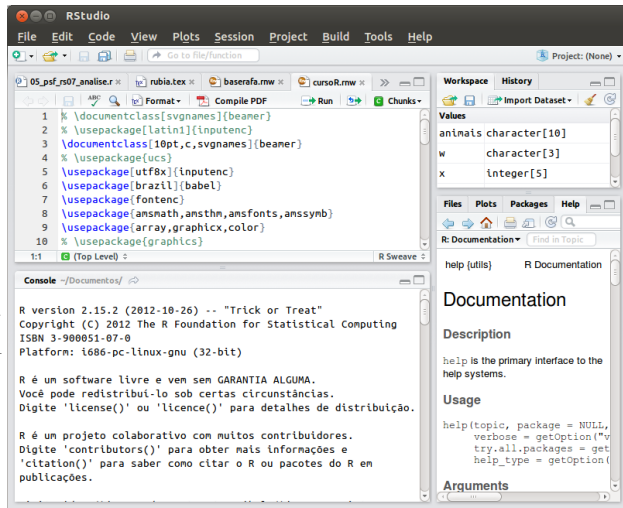 RStudio
File Edit Code View Plots Session Project Build Tools Help
Go to file/function
Project: (None)
05_psf_rs07_analise.r × rubia.tex × baserafa.rnw × cursoR.rnw × »
ABC Format Compile PDF Run Chunks
1 % \documentclass[svgnames]{beamer}
2 % \usepackage[latin1]{inputenc}
3 \documentclass[10pt,c,svgnames]{beamer}
4 % \usepackage{ucs}
5 \usepackage[utf8x]{inputenc}
6 \usepackage[brazil]{babel}
7 \usepackage{fontenc}
8 \usepackage{amsmath,amsthm,amsfonts,amssymb}
9 \usepackage{array,graphicx,color}
10 % \usepackage{graphics}
1:1 (Top Level) R Sweave
Console ~/Documentos/
R version 2.15.2 (2012-10-26) -- "Trick or Treat"
Copyright (C) 2012 The R Foundation for Statistical Computing
ISBN 3-900051-07-0
Platform: i686-pc-linux-gnu (32-bit)
R é um software livre e vem sem GARANTIA ALGUMA.
Você pode redistribuí-lo sob certas circunstâncias.
Digite 'license()' ou 'licence()' para detalhes de distribuição.
R é um projeto colaborativo com muitos contribuidores.
Digite 'contributors()' para obter mais informações e
'citation()' para saber como citar o R ou pacotes do R em
publicações.
Workspace History
Import Dataset
Values
animais character[10]
w character[3]
x integer[5]
Files Plots Packages Help
R: Documentation Find in Topic
help {utils} R Documentation
Documentation
Description
help is the primary interface to the
help systems.
Usage
help(topic, package = NULL,
verbose = getOption("v
try.all.packages = get
help_type = getOption(
Arguments